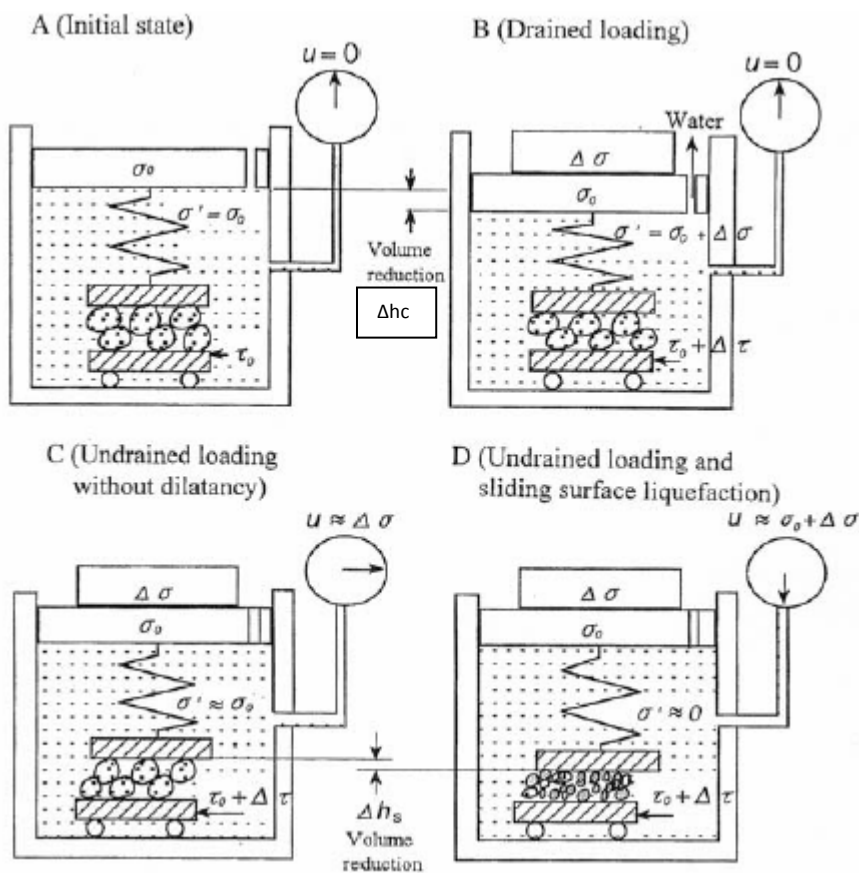 A (Initial state)
u=0
σ₀
σ'=σ₀
τ₀
B (Drained loading)
u=0
Water
Δσ
σ₀
σ'=σ₀+Δσ
τ₀+Δτ
Volume
reduction
Δhc
C (Undrained loading
without dilatancy)
u≈Δσ
Δσ
σ₀
σ'≈σ₀
τ₀+Δτ
D (Undrained loading and
sliding surface liquefaction)
u≈σ₀+Δσ
Δσ
σ₀
σ'≈0
τ₀+Δτ
Δhₛ
Volume
reduction